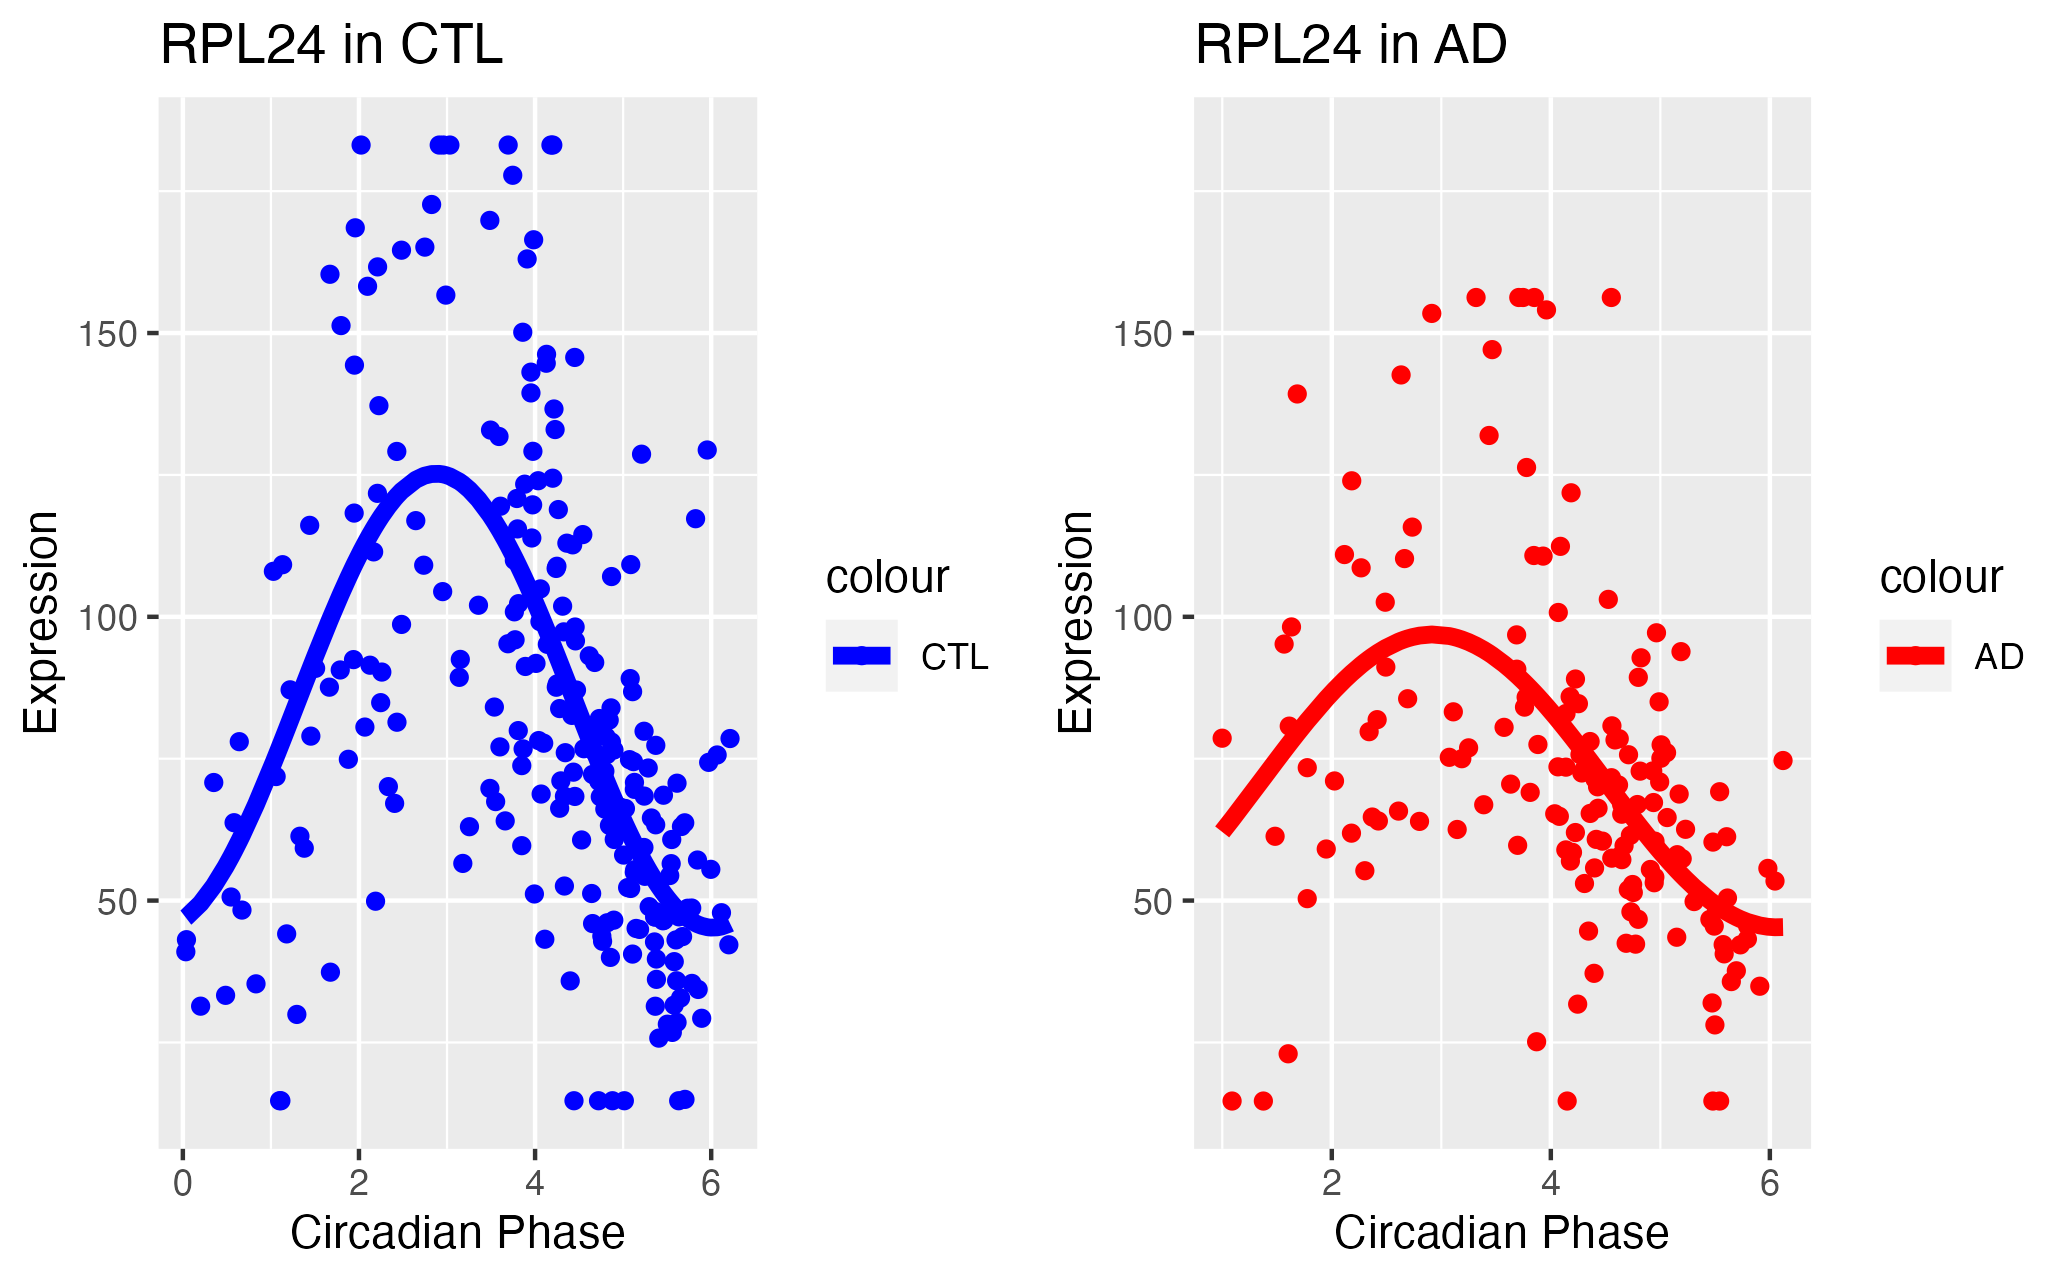 RPL24 in CTL
Expression
150
100
50
0 2 4 6
Circadian Phase
colour
CTL
RPL24 in AD
Expression
150
100
50
2 4 6
Circadian Phase
colour
AD